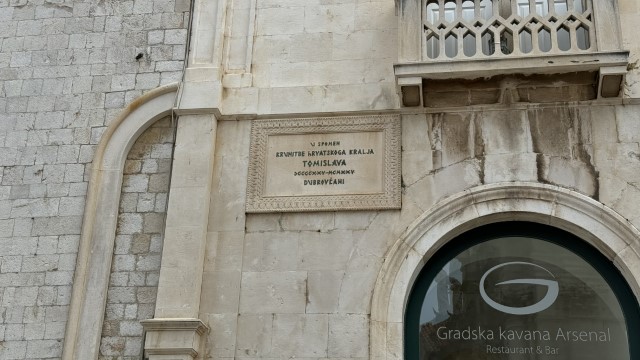 U SPOMEN
KRUNITBE HRVATSKOGA KRALJA
TOMISLAVA
DCCCCXXV-MCMXXV
DUBROVČANI
Gradska kavana Arsenal
Restaurant & Bar